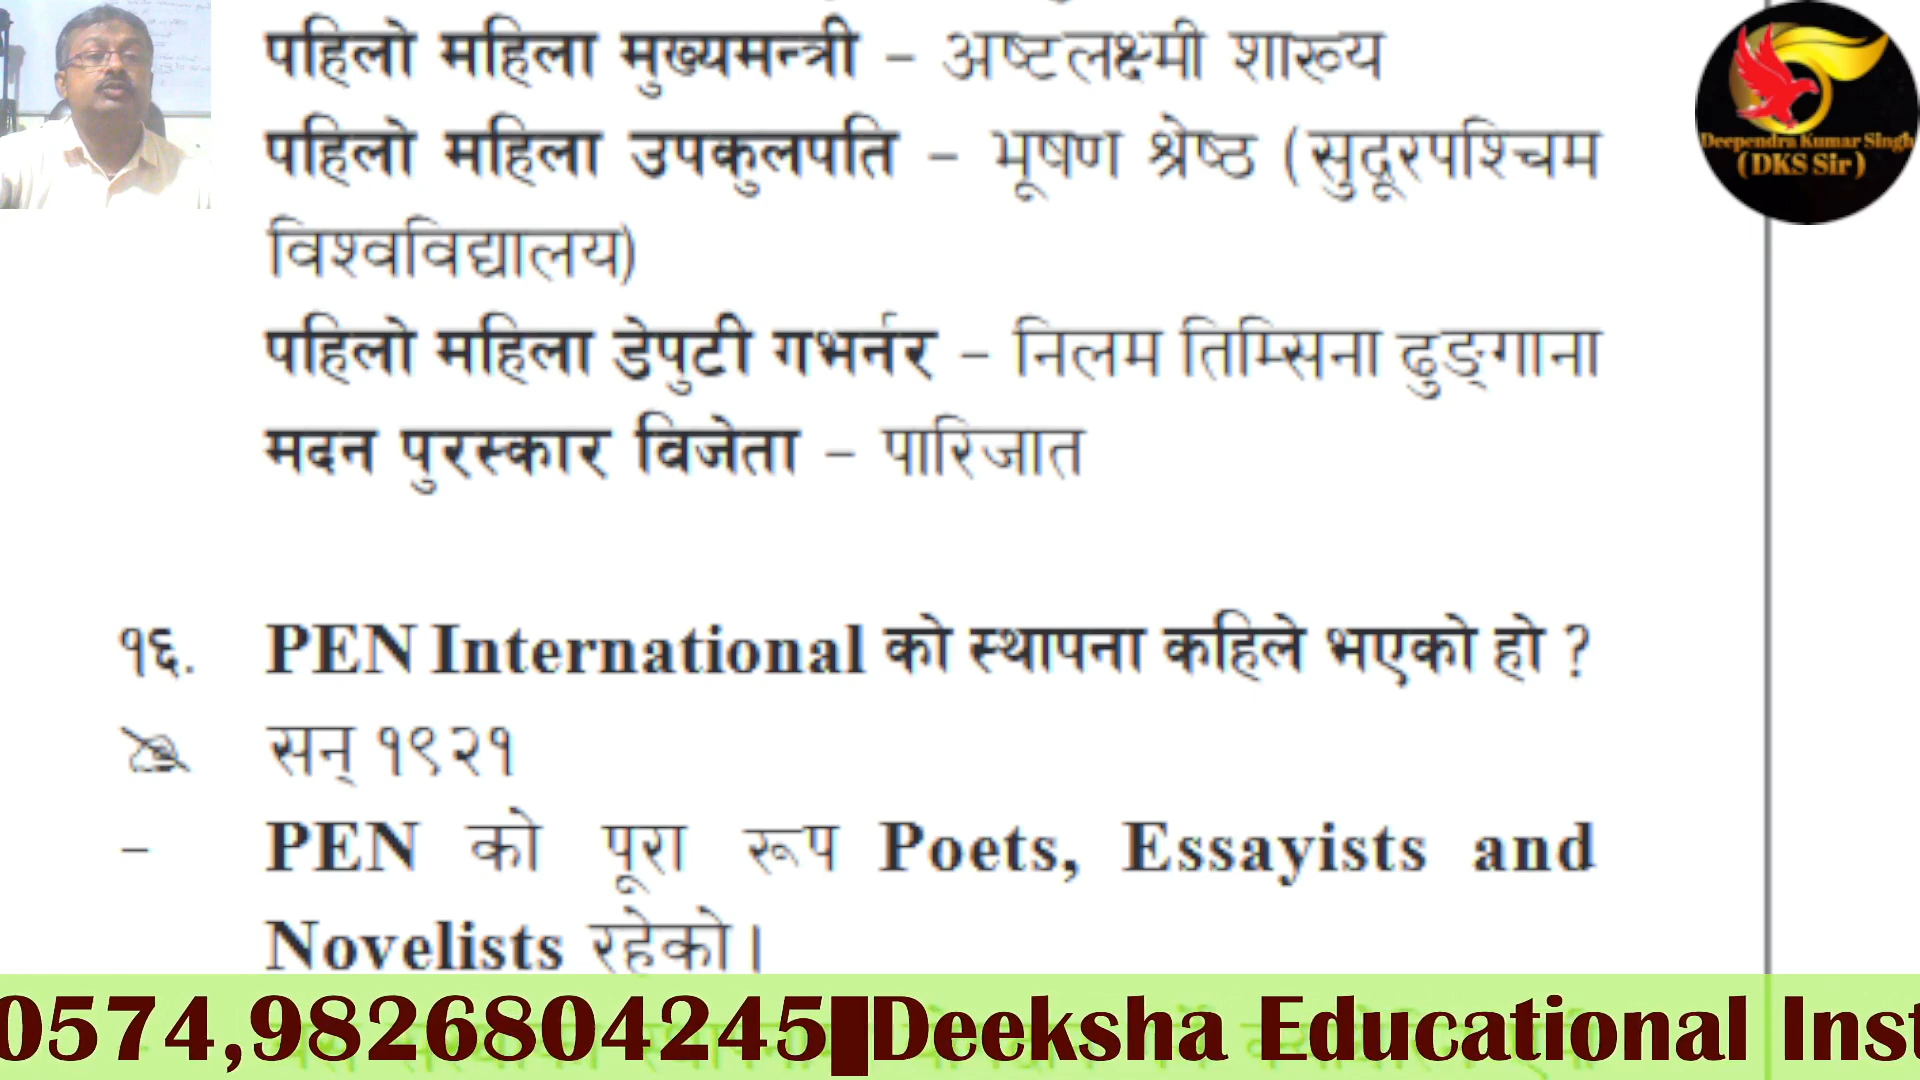 पहिलो महिला मुख्यमन्त्री – अष्टलक्ष्मी शाख्य
पहिलो महिला उपकुलपति – भूषण श्रेष्ठ (सुदूरपश्चिम
विश्वविद्यालय)
पहिलो महिला डेपुटी गभर्नर – निलम तिम्सिना ढुङ्गाना
मदन पुरस्कार विजेता – पारिजात
Deependra Kumar Singh
(DKS Sir)
१६. PEN International को स्थापना कहिले भएको हो ?
सन् १९२१
– PEN को पूरा रूप Poets, Essayists and
Novelists रहेको।
0574,9826804245 Deeksha Educational Inst